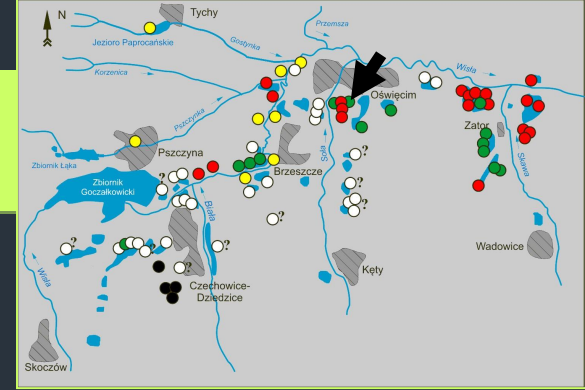 N
Tychy
Jezioro Paprocańskie
Gostynka
Przemsza
Korzenica
Wisła
Pszczynka
Oświęcim
Zator
Pszczyna
Zbiornik Łąka
Zbiornik
Goczałkowicki
Brzeszcze
Soła
Skawa
?
?
?
?
?
Biała
?
?
?
?
Wadowice
Wisła
Kęty
Czechowice-
Dziedzice
Skoczów